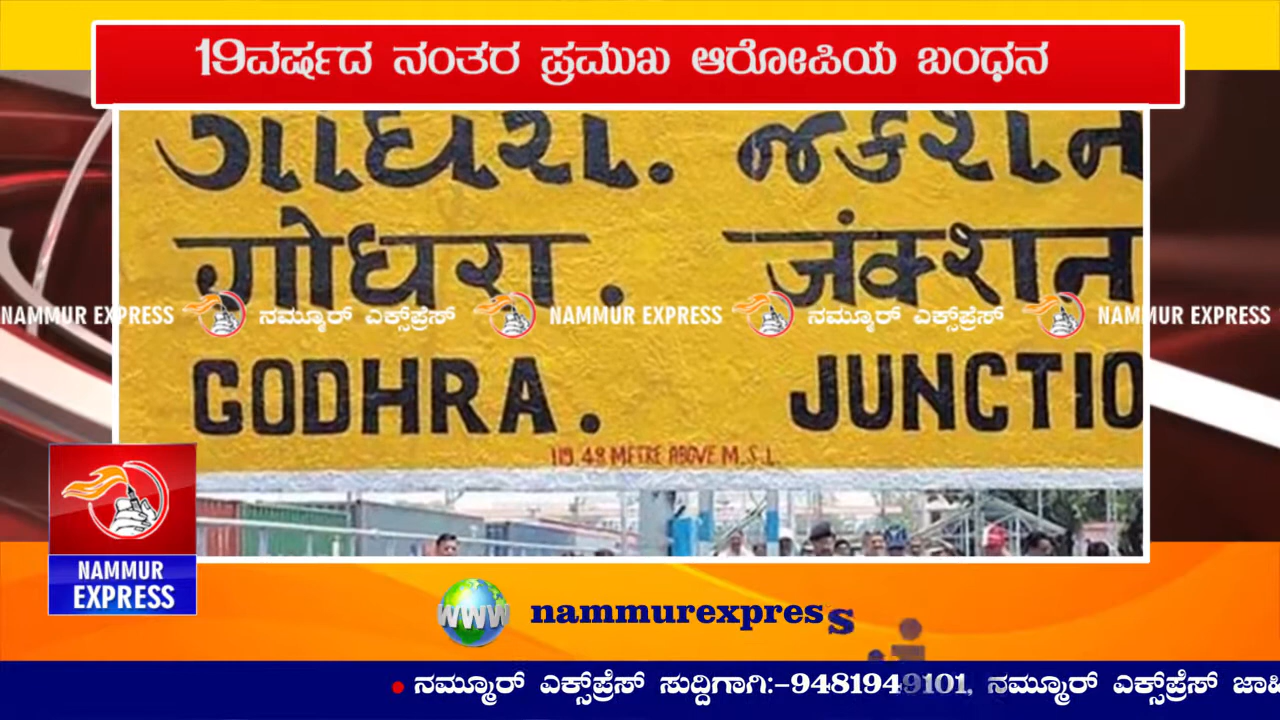 19ವರ್ಷದ ನಂತರ ಪ್ರಮುಖ ಆರೋಪಿಯ ಬಂಧನ
ગોધરા. જંકશન
गोधरा. जंक्शन
NAMMUR EXPRESS ನಮ್ಮೂರ್ ಎಕ್ಸ್‌ಪ್ರೆಸ್ NAMMUR EXPRESS ನಮ್ಮೂರ್ ಎಕ್ಸ್‌ಪ್ರೆಸ್ NAMMUR EXPRESS
GODHRA. JUNCTIO
119.48 METRE ABOVE M.S.L.
NAMMUR
EXPRESS
WWW nammurexpress
• ನಮ್ಮೂರ್ ಎಕ್ಸ್‌ಪ್ರೆಸ್ ಸುದ್ದಿಗಾಗಿ:-9481949101, ನಮ್ಮೂರ್ ಎಕ್ಸ್‌ಪ್ರೆಸ್ ಜಾಹಿ